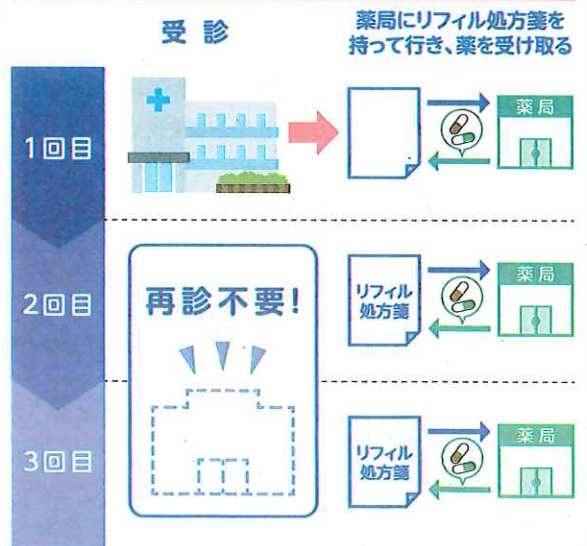 受診
薬局にリフィル処方箋を
持って行き、薬を受け取る
1回目
薬局
2回目
再診不要!
リフィル
処方箋
薬局
3回目
リフィル
処方箋
薬局